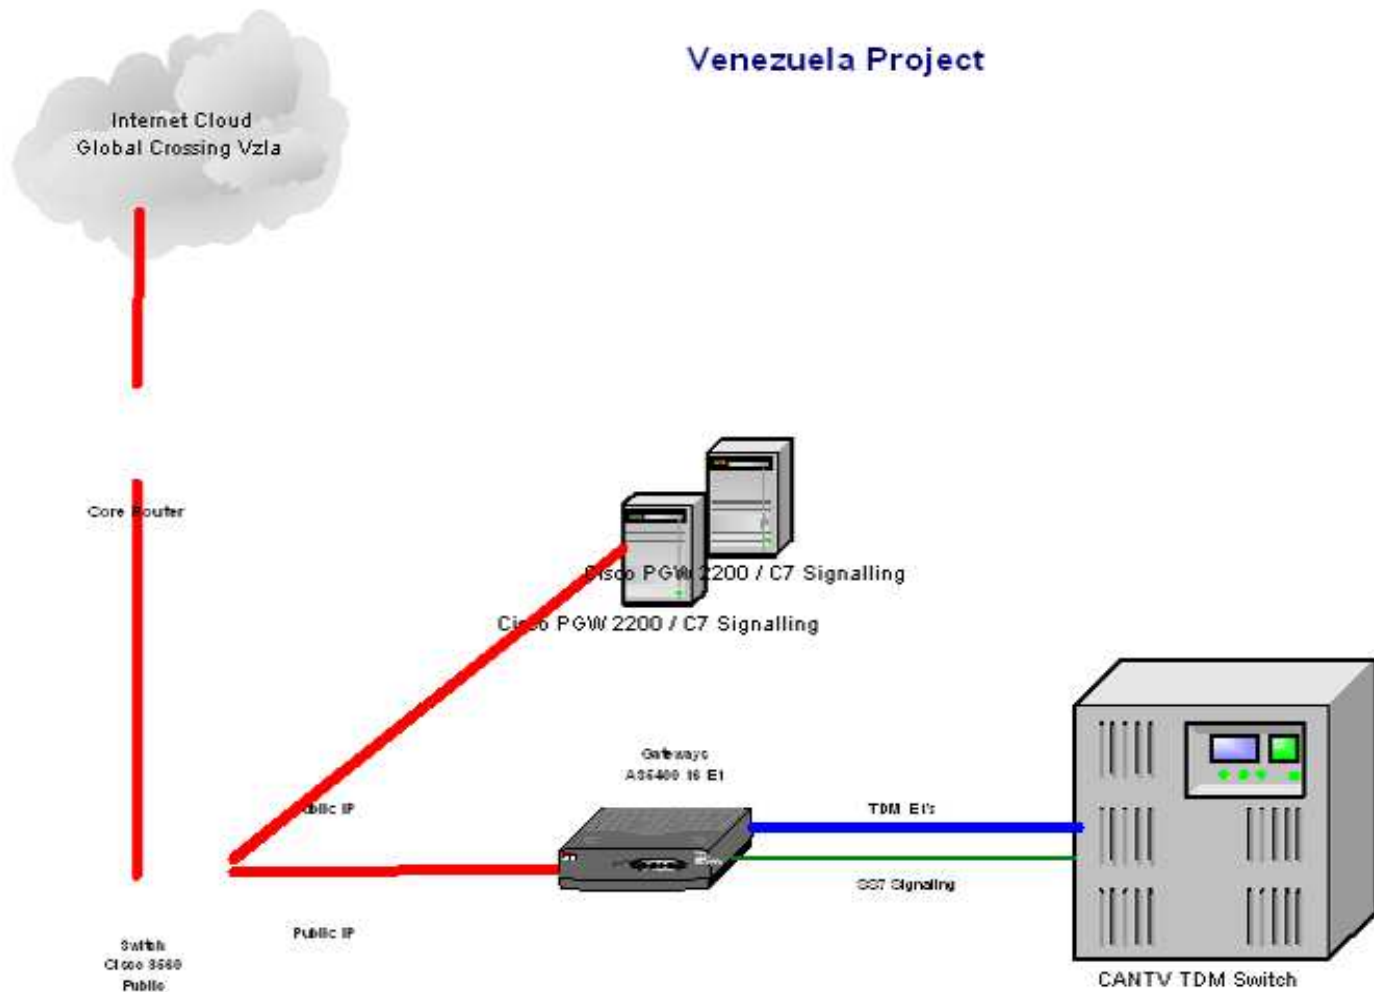 Venezuela Project
Internet Cloud
Global Crossing Vzla
Core Router
Cisco PGW 2200 / C7 Signalling
Cisco PGW 2200 / C7 Signalling
Gateways
AS5400 16 E1
Public IP
TDM E1's
SS7 Signaling
Public IP
Switch
Cisco 3560
Public
CANTV TDM Switch